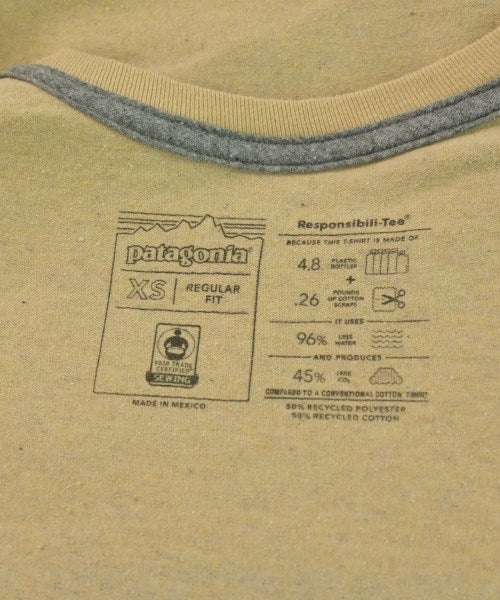 patagonia®
XS REGULAR
FIT
FAIR TRADE
CERTIFIED
SEWING
MADE IN MEXICO
Responsibili-Tee®
BECAUSE THIS T-SHIRT IS MADE OF
4.8 PLASTIC
BOTTLES
+
.26 POUNDS
OF COTTON
SCRAPS
IT USES
96% LESS
WATER
AND PRODUCES
45% LESS
CO₂
COMPARED TO A CONVENTIONAL COTTON T-SHIRT
50% RECYCLED POLYESTER
50% RECYCLED COTTON